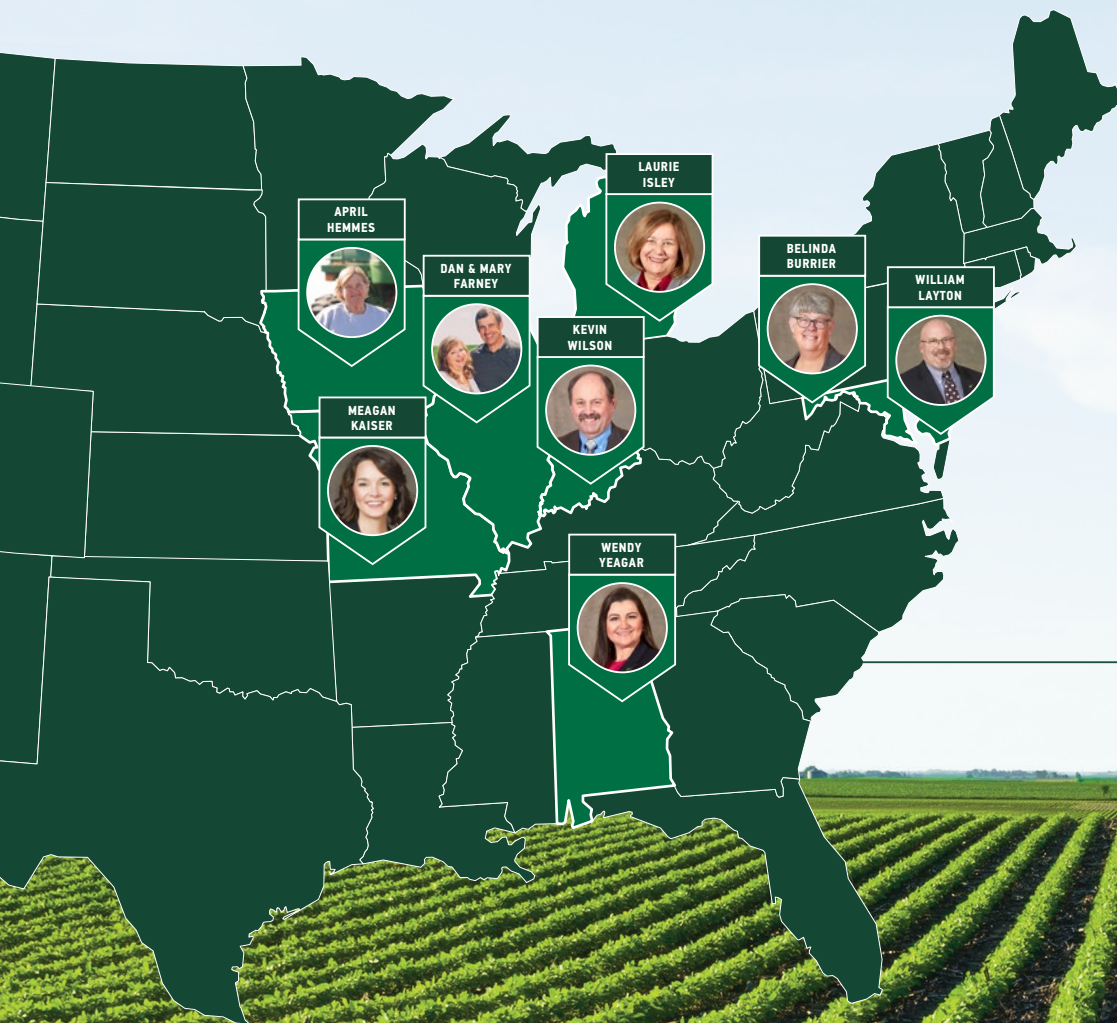 LAURIE
ISLEY
APRIL
HEMMES
BELINDA
BURRIER
DAN & MARY
FARNEY
WILLIAM
LAYTON
KEVIN
WILSON
MEAGAN
KAISER
WENDY
YEAGAR